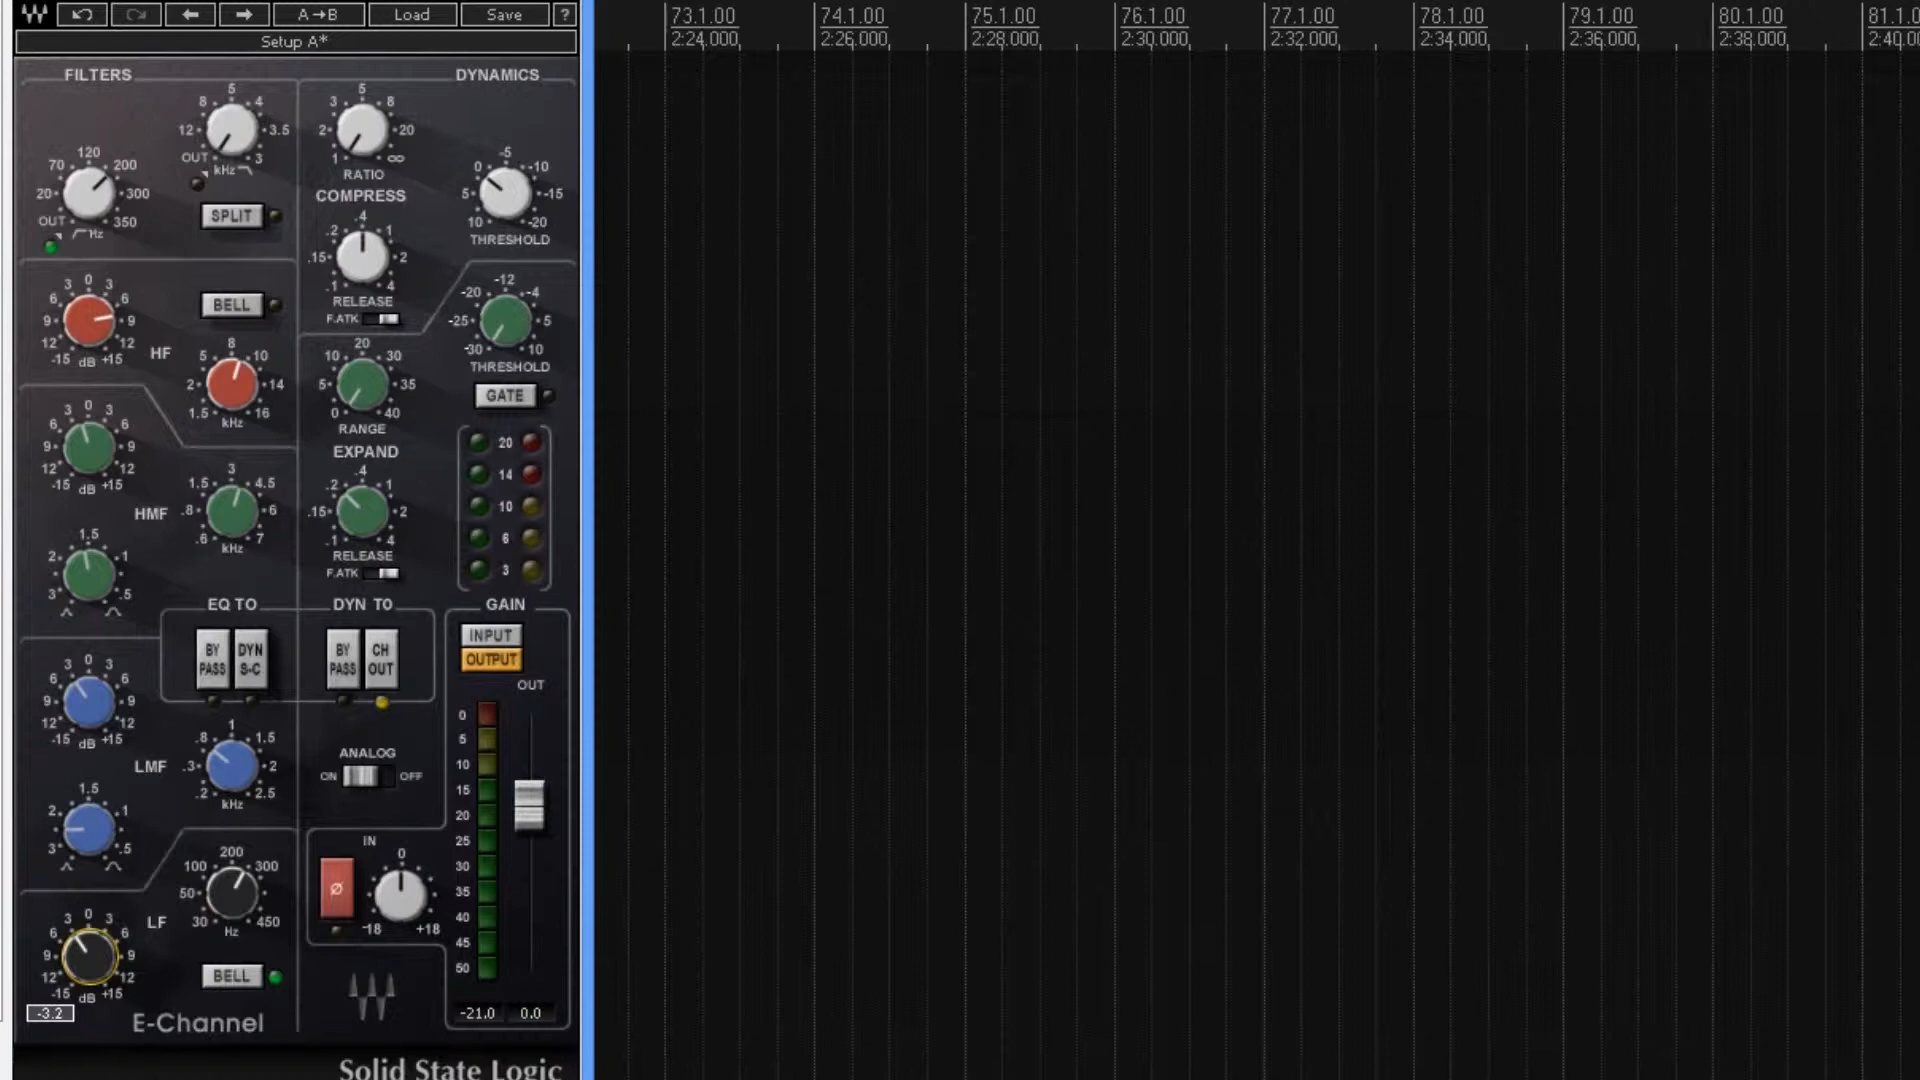 A→B Load Save ?
Setup A*
73.1.00 74.1.00 75.1.00 76.1.00 77.1.00 78.1.00 79.1.00 80.1.00
2:24.000 2:26.000 2:28.000 2:30.000 2:32.000 2:34.000 2:36.000 2:38.000
FILTERS
12 8 5 4 3.5 3 OUT kHz
OUT 20 70 120 200 300 350 Hz
SPLIT
3 0 3
6 6
9 9
12 12
-15 dB +15
BELL
HF
1.5 2 5 8 10 14 16
kHz
3 0 3
6 6
9 9
12 12
-15 dB +15
HMF
.6 .8 1.5 3 4.5 6 7
kHz
3 2 1.5 1 .5
EQ TO
BY PASS
DYN S-C
3 0 3
6 6
9 9
12 12
-15 dB +15
LMF
.2 .3 .8 1 1.5 2 2.5
kHz
3 2 1.5 1 .5
30 50 100 200 300 450
Hz
LF
3 0 3
6 6
9 9
12 12
-15 dB +15
BELL
-3.2
E-Channel
DYNAMICS
1 2 3 5 8 20 ∞
RATIO
COMPRESS
.1 .15 .2 .4 1 2 4
RELEASE
F.ATK
10 5 0 -5 -10 -15 -20
THRESHOLD
-30 -25 -20 -12 -4 5 10
THRESHOLD
GATE
0 5 10 20 30 35 40
RANGE
EXPAND
.1 .15 .2 .4 1 2 4
RELEASE
F.ATK
20
14
10
6
3
DYN TO
BY PASS
CH OUT
GAIN
INPUT
OUTPUT
OUT
0
5
10
15
20
25
30
35
40
45
50
-21.0 0.0
ANALOG
ON OFF
IN
Ø
0
-18 +18
Solid State Logic